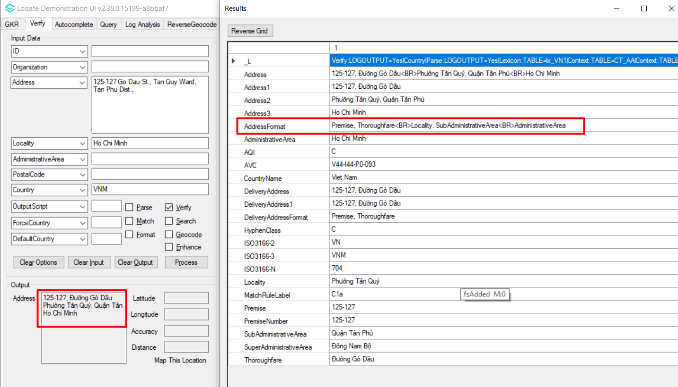 Loqate Demonstration UI v2.38.0.15199-a8bbaf7
GKR Verify Autocomplete Query Log Analysis ReverseGeocode
Input Data
ID
Organization
Address 125-127 Go Dau St., Tan Quy Ward,
Tan Phu Dist.,
Locality Ho Chi Minh
AdministrativeArea
PostalCode
Country VNM
OutputScript Parse Verify
ForceCountry Match Search
DefaultCountry Format Geocode
Enhance
Clear Options Clear Input Clear Output Process
Output
Address 125-127, Đường Gò Dầu
Phường Tân Quý, Quận Tân
Ho Chi Minh
Latitude
Longitude
Accuracy
Distance
Map This Location
Results
Reverse Grid
1
_L Verify:LOGOUTPUT=Yes|Country|Parse:LOGOUTPUT=Yes|Lexicon:TABLE=lx_VN1|Context:TABLE=CT_AA|Context:TABLE
Address 125-127, Đường Gò Dầu<BR>Phường Tân Quý, Quận Tân Phú<BR>Ho Chi Minh
Address1 125-127, Đường Gò Dầu
Address2 Phường Tân Quý, Quận Tân Phú
Address3 Ho Chi Minh
AddressFormat Premise, Thoroughfare<BR>Locality, SubAdministrativeArea<BR>AdministrativeArea
AdministrativeArea Ho Chi Minh
AQI C
AVC V44-I44-P0-093
CountryName Viet Nam
DeliveryAddress 125-127, Đường Gò Dầu
DeliveryAddress1 125-127, Đường Gò Dầu
DeliveryAddressFormat Premise, Thoroughfare
HyphenClass C
ISO3166-2 VN
ISO3166-3 VNM
ISO3166-N 704
Locality Phường Tân Quý
MatchRuleLabel C1a
fsAdded M:0
Premise 125-127
PremiseNumber 125-127
SubAdministrativeArea Quận Tân Phú
SuperAdministrativeArea Đông Nam Bộ
Thoroughfare Đường Gò Dầu